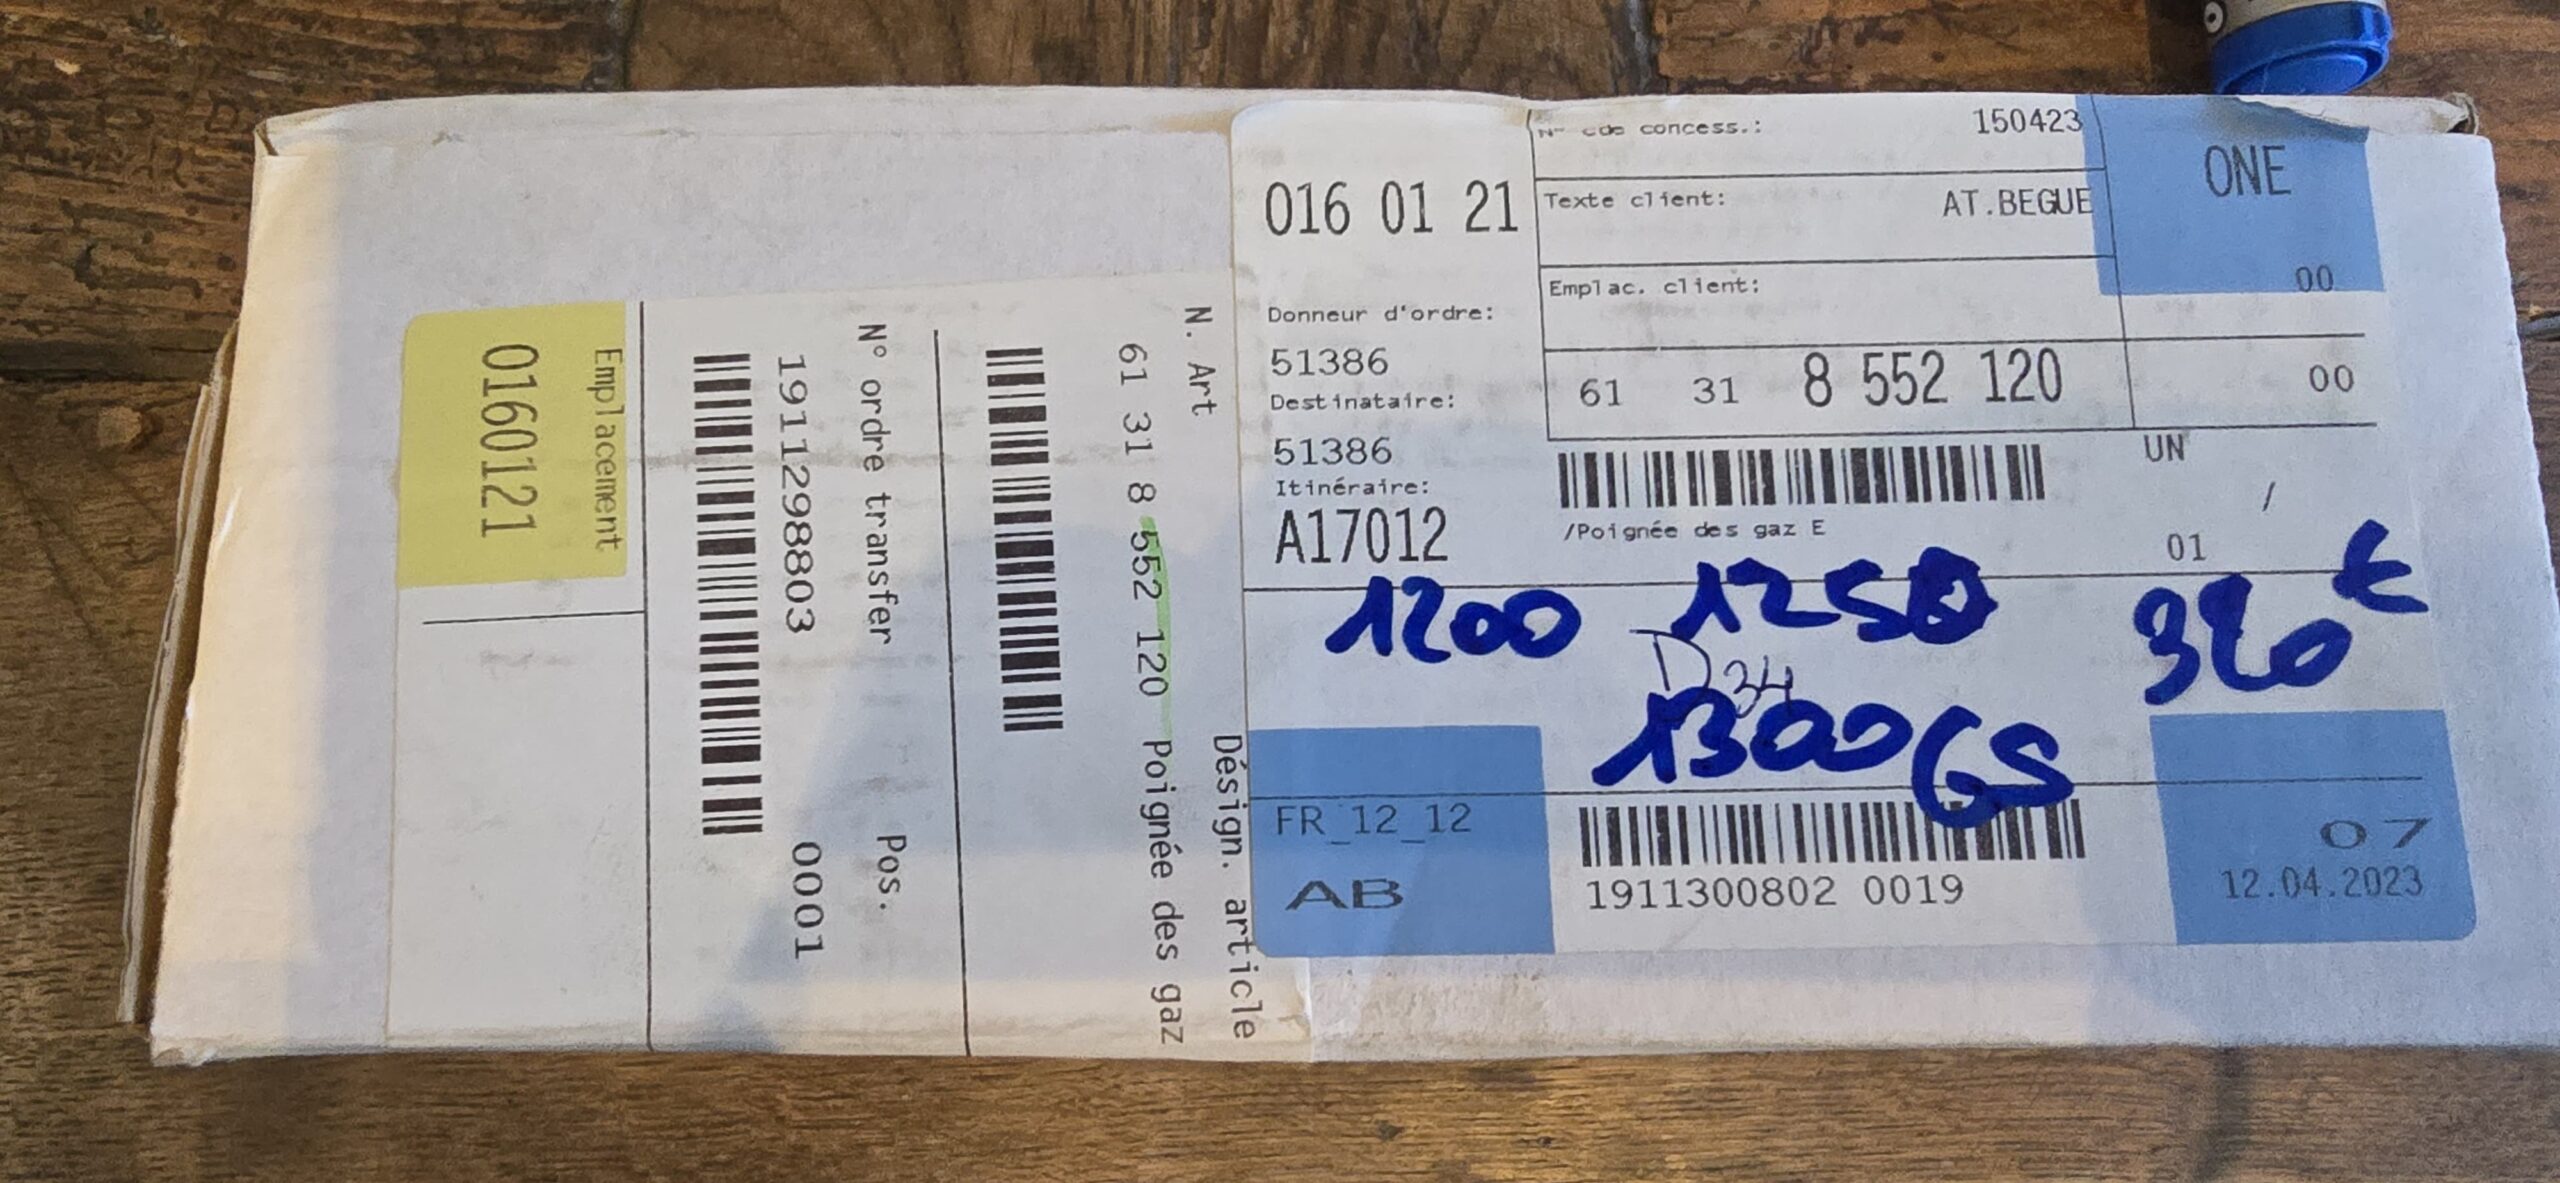 N° cde concess.: 150423
ONE
016 01 21
Texte client: AT.BEGUE
00
Emplac. client:
Donneur d'ordre:
51386
61 31 8 552 120 00
Destinataire:
51386
UN
Itinéraire:
/
A17012
/Poignée des gaz E
01
1200 1250 320€
D34
1300GS
FR_12_12
07
AB
1911300802 0019
12.04.2023
N. Art Désign. article
61 31 8 552 120 Poignée des gaz
N° ordre transfer Pos.
1911298803 0001
Emplacement
0160121